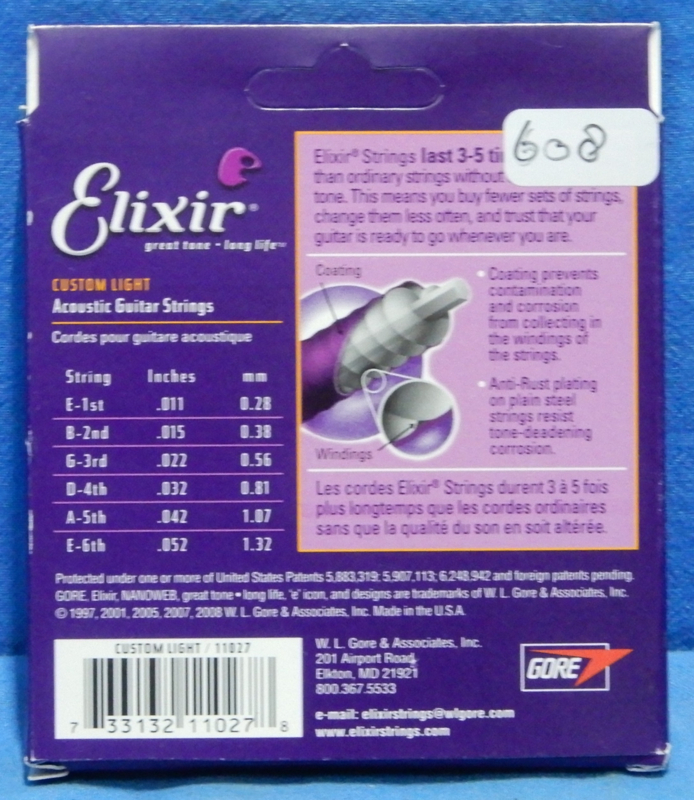 608
Elixir®
great tone • long life™
CUSTOM LIGHT
Acoustic Guitar Strings
Cordes pour guitare acoustique
String Inches mm
E-1st .011 0.28
B-2nd .015 0.38
G-3rd .022 0.56
D-4th .032 0.81
A-5th .042 1.07
E-6th .052 1.32
Elixir® Strings last 3-5
than ordinary strings without
tone. This means you buy fewer sets of strings,
change them less often, and trust that your
guitar is ready to go whenever you are.
Coating
• Coating prevents
contamination
and corrosion
from collecting in
the windings of
the strings.
• Anti-Rust plating
on plain steel
strings resist
tone-deadening
corrosion.
Windings
Les cordes Elixir® Strings durent 3 à 5 fois
plus longtemps que les cordes ordinaires
sans que la qualité du son en soit altérée.
Protected under one or more of United States Patents 5,883,319; 5,907,113; 6,248,942 and foreign patents pending.
GORE, Elixir, NANOWEB, great tone • long life, 'e' icon, and designs are trademarks of W. L. Gore & Associates, Inc.
© 1997, 2001, 2005, 2007, 2008 W. L. Gore & Associates, Inc. Made in the U.S.A.
CUSTOM LIGHT / 11027
7 33132 11027 8
W. L. Gore & Associates, Inc.
201 Airport Road,
Elkton, MD 21921
800.367.5533
e-mail: elixirstrings@wlgore.com
www.elixirstrings.com
GORE